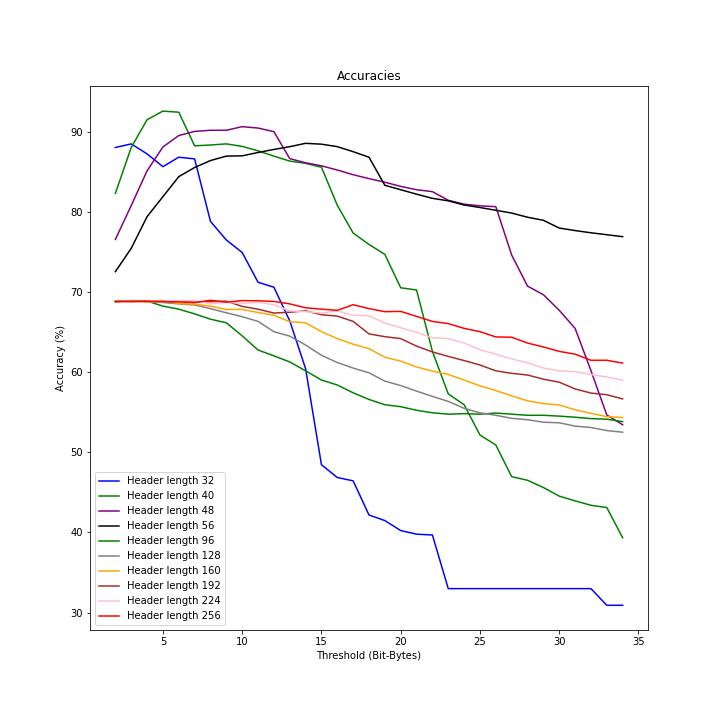 Accuracies
Accuracy (%)
90
80
70
60
50
40
30
Header length 32
Header length 40
Header length 48
Header length 56
Header length 96
Header length 128
Header length 160
Header length 192
Header length 224
Header length 256
5 10 15 20 25 30 35
Threshold (Bit-Bytes)